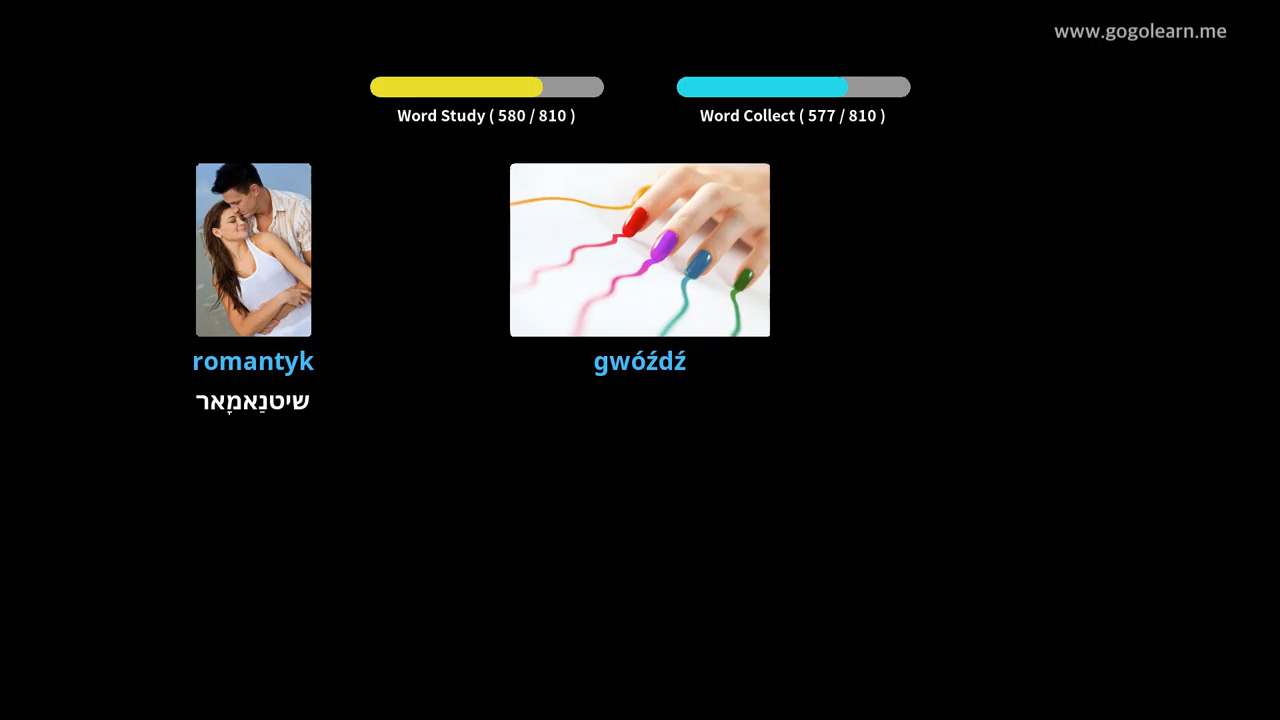 www.gogolearn.me
Word Study ( 580 / 810 )
Word Collect ( 577 / 810 )
romantyk
שיטנַאמָאר
gwóźdź